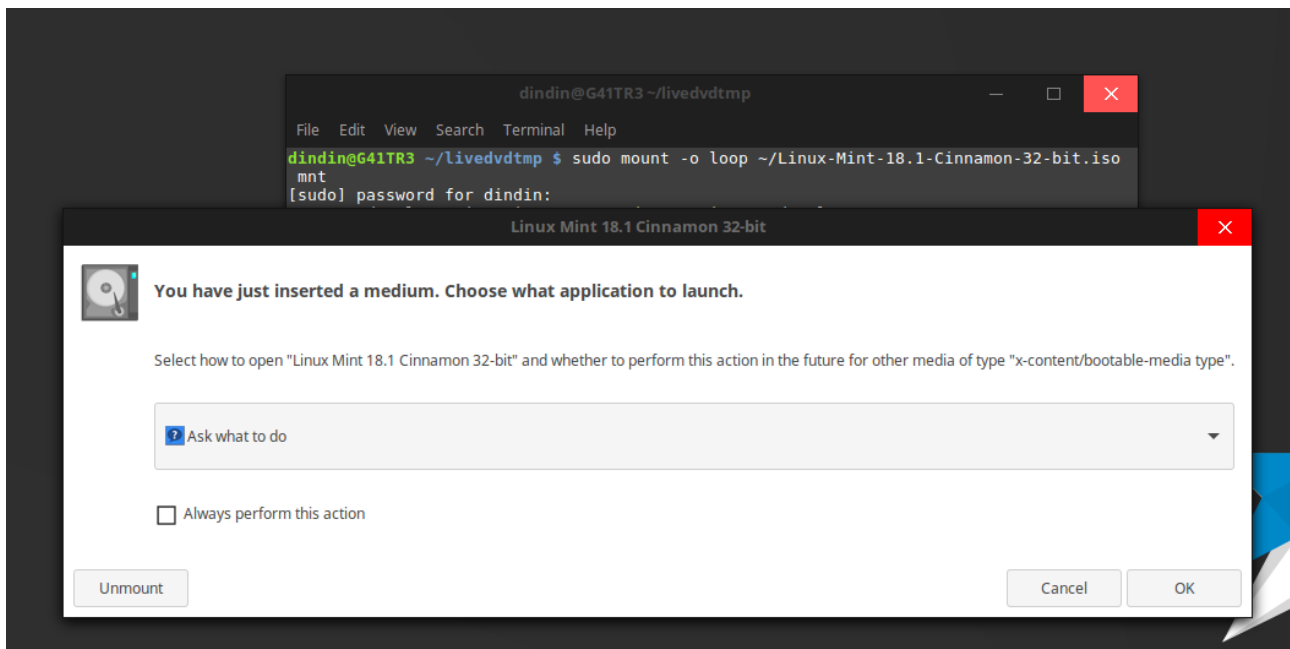 dindin@G41TR3 ~/livedvdtmp
File Edit View Search Terminal Help
dindin@G41TR3 ~/livedvdtmp $ sudo mount -o loop ~/Linux-Mint-18.1-Cinnamon-32-bit.iso
mnt
[sudo] password for dindin:
Linux Mint 18.1 Cinnamon 32-bit
You have just inserted a medium. Choose what application to launch.
Select how to open "Linux Mint 18.1 Cinnamon 32-bit" and whether to perform this action in the future for other media of type "x-content/bootable-media type".
Ask what to do
Always perform this action
Unmount Cancel OK